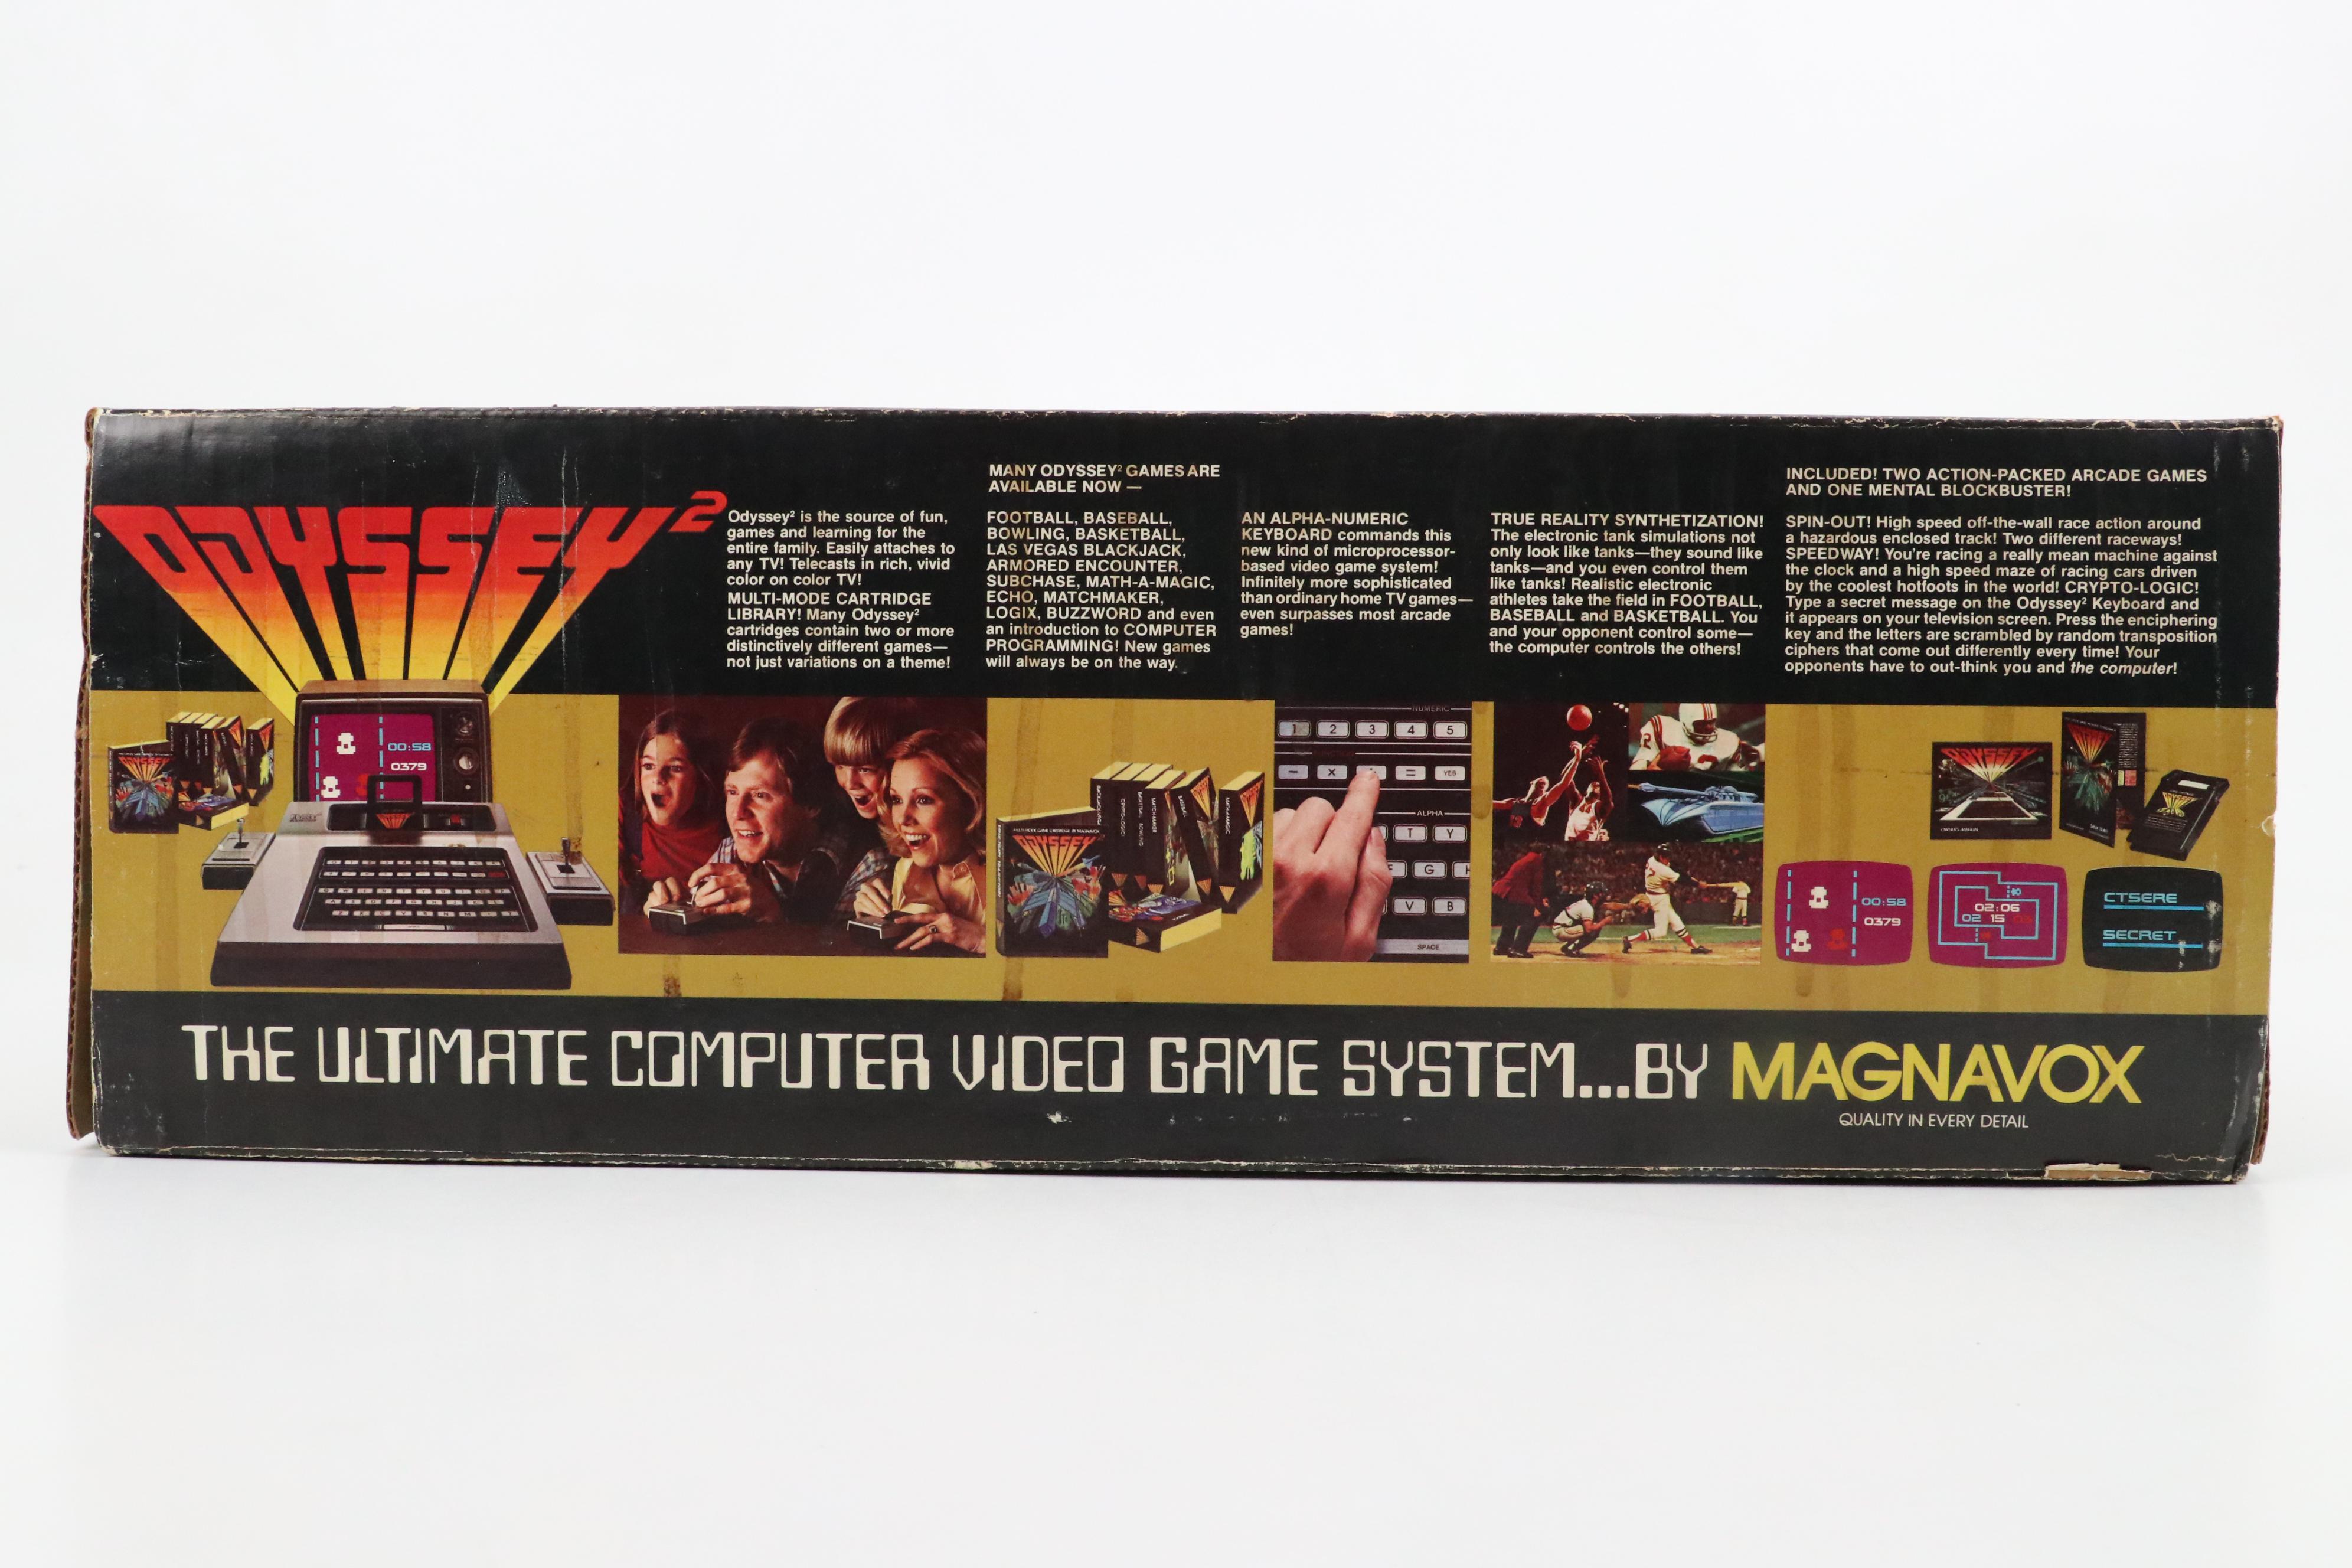 ODYSSEY²
Odyssey² is the source of fun,
games and learning for the
entire family. Easily attaches to
any TV! Telecasts in rich, vivid
color on color TV!
MULTI-MODE CARTRIDGE
LIBRARY! Many Odyssey²
cartridges contain two or more
distinctively different games—
not just variations on a theme!
MANY ODYSSEY² GAMES ARE
AVAILABLE NOW —
FOOTBALL, BASEBALL,
BOWLING, BASKETBALL,
LAS VEGAS BLACKJACK,
ARMORED ENCOUNTER,
SUBCHASE, MATH-A-MAGIC,
ECHO, MATCHMAKER,
LOGIX, BUZZWORD and even
an introduction to COMPUTER
PROGRAMMING! New games
will always be on the way.
AN ALPHA-NUMERIC
KEYBOARD commands this
new kind of microprocessor-
based video game system!
Infinitely more sophisticated
than ordinary home TV games—
even surpasses most arcade
games!
TRUE REALITY SYNTHETIZATION!
The electronic tank simulations not
only look like tanks—they sound like
tanks—and you even control them
like tanks! Realistic electronic
athletes take the field in FOOTBALL,
BASEBALL and BASKETBALL. You
and your opponent control some—
the computer controls the others!
INCLUDED! TWO ACTION-PACKED ARCADE GAMES
AND ONE MENTAL BLOCKBUSTER!
SPIN-OUT! High speed off-the-wall race action around
a hazardous enclosed track! Two different raceways!
SPEEDWAY! You're racing a really mean machine against
the clock and a high speed maze of racing cars driven
by the coolest hotfoots in the world! CRYPTO-LOGIC!
Type a secret message on the Odyssey² Keyboard and
it appears on your television screen. Press the enciphering
key and the letters are scrambled by random transposition
ciphers that come out differently every time! Your
opponents have to out-think you and the computer!
00:58
0379
ODYSSEY
ODYSSEY
NUMERIC
1 2 3 4 5
− × = YES
ALPHA
T Y
F G H
V B
SPACE
ODYSSEY
00:58
0379
02:06
02 15 03
CTSERE
SECRET
THE ULTIMATE COMPUTER VIDEO GAME SYSTEM...BY MAGNAVOX
QUALITY IN EVERY DETAIL